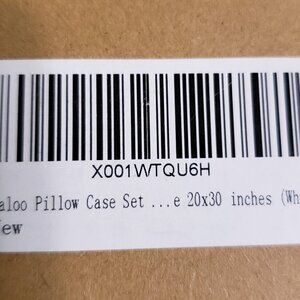 X001WTQU6H
aloo Pillow Case Set ...e 20x30 inches (Wh
ew